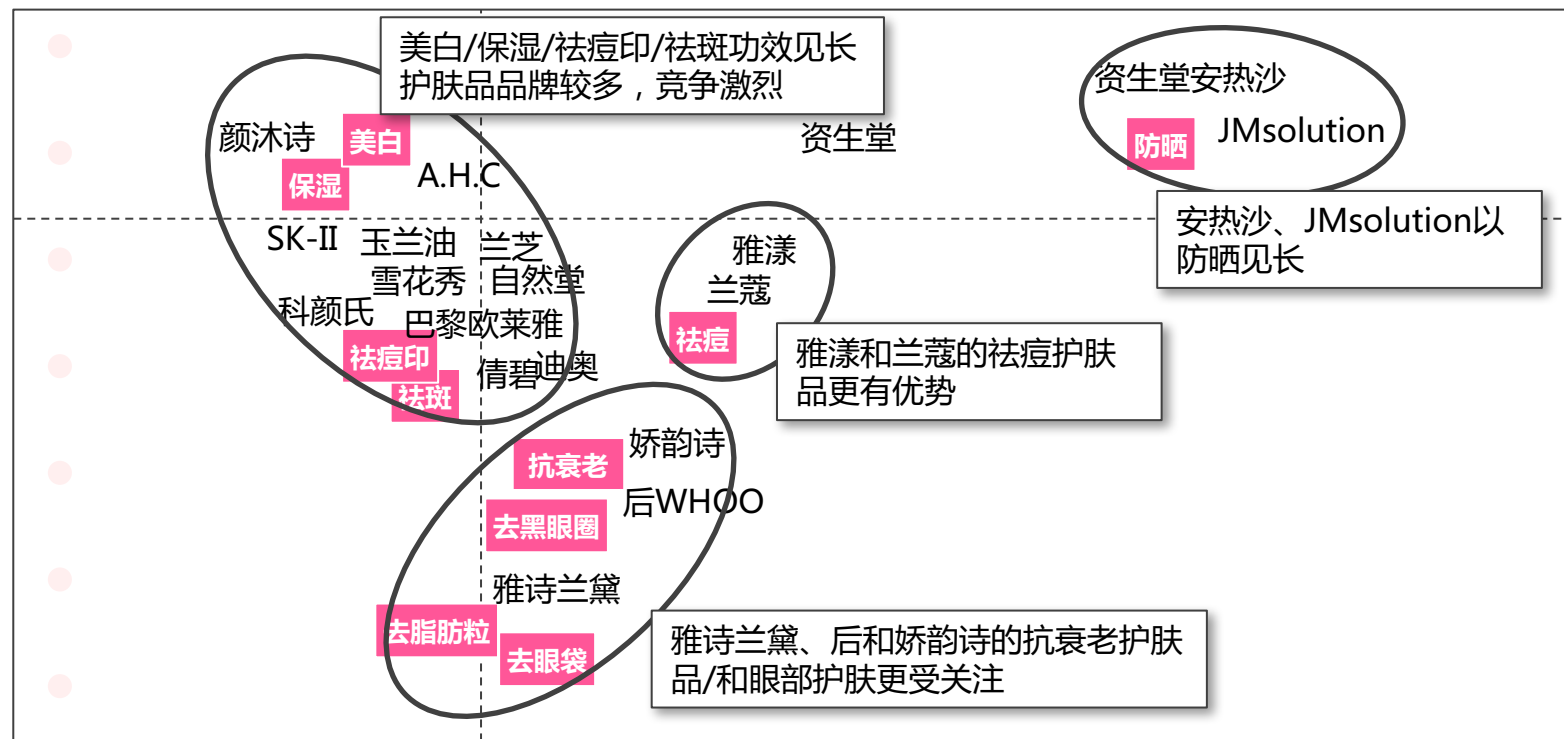 美白/保湿/祛痘印/祛斑功效见长
护肤品品牌较多，竞争激烈
颜沐诗
美白
保湿
A.H.C
资生堂
资生堂安热沙
防晒
JMsolution
安热沙、JMsolution以
防晒见长
SK-II
玉兰油
兰芝
雪花秀
自然堂
科颜氏
巴黎欧莱雅
祛痘印
祛斑
倩碧
迪奥
雅漾
兰蔻
祛痘
雅漾和兰蔻的祛痘护肤
品更有优势
抗衰老
娇韵诗
去黑眼圈
后WHOO
雅诗兰黛
去脂肪粒
去眼袋
雅诗兰黛、后和娇韵诗的抗衰老护肤
品/和眼部护肤更受关注